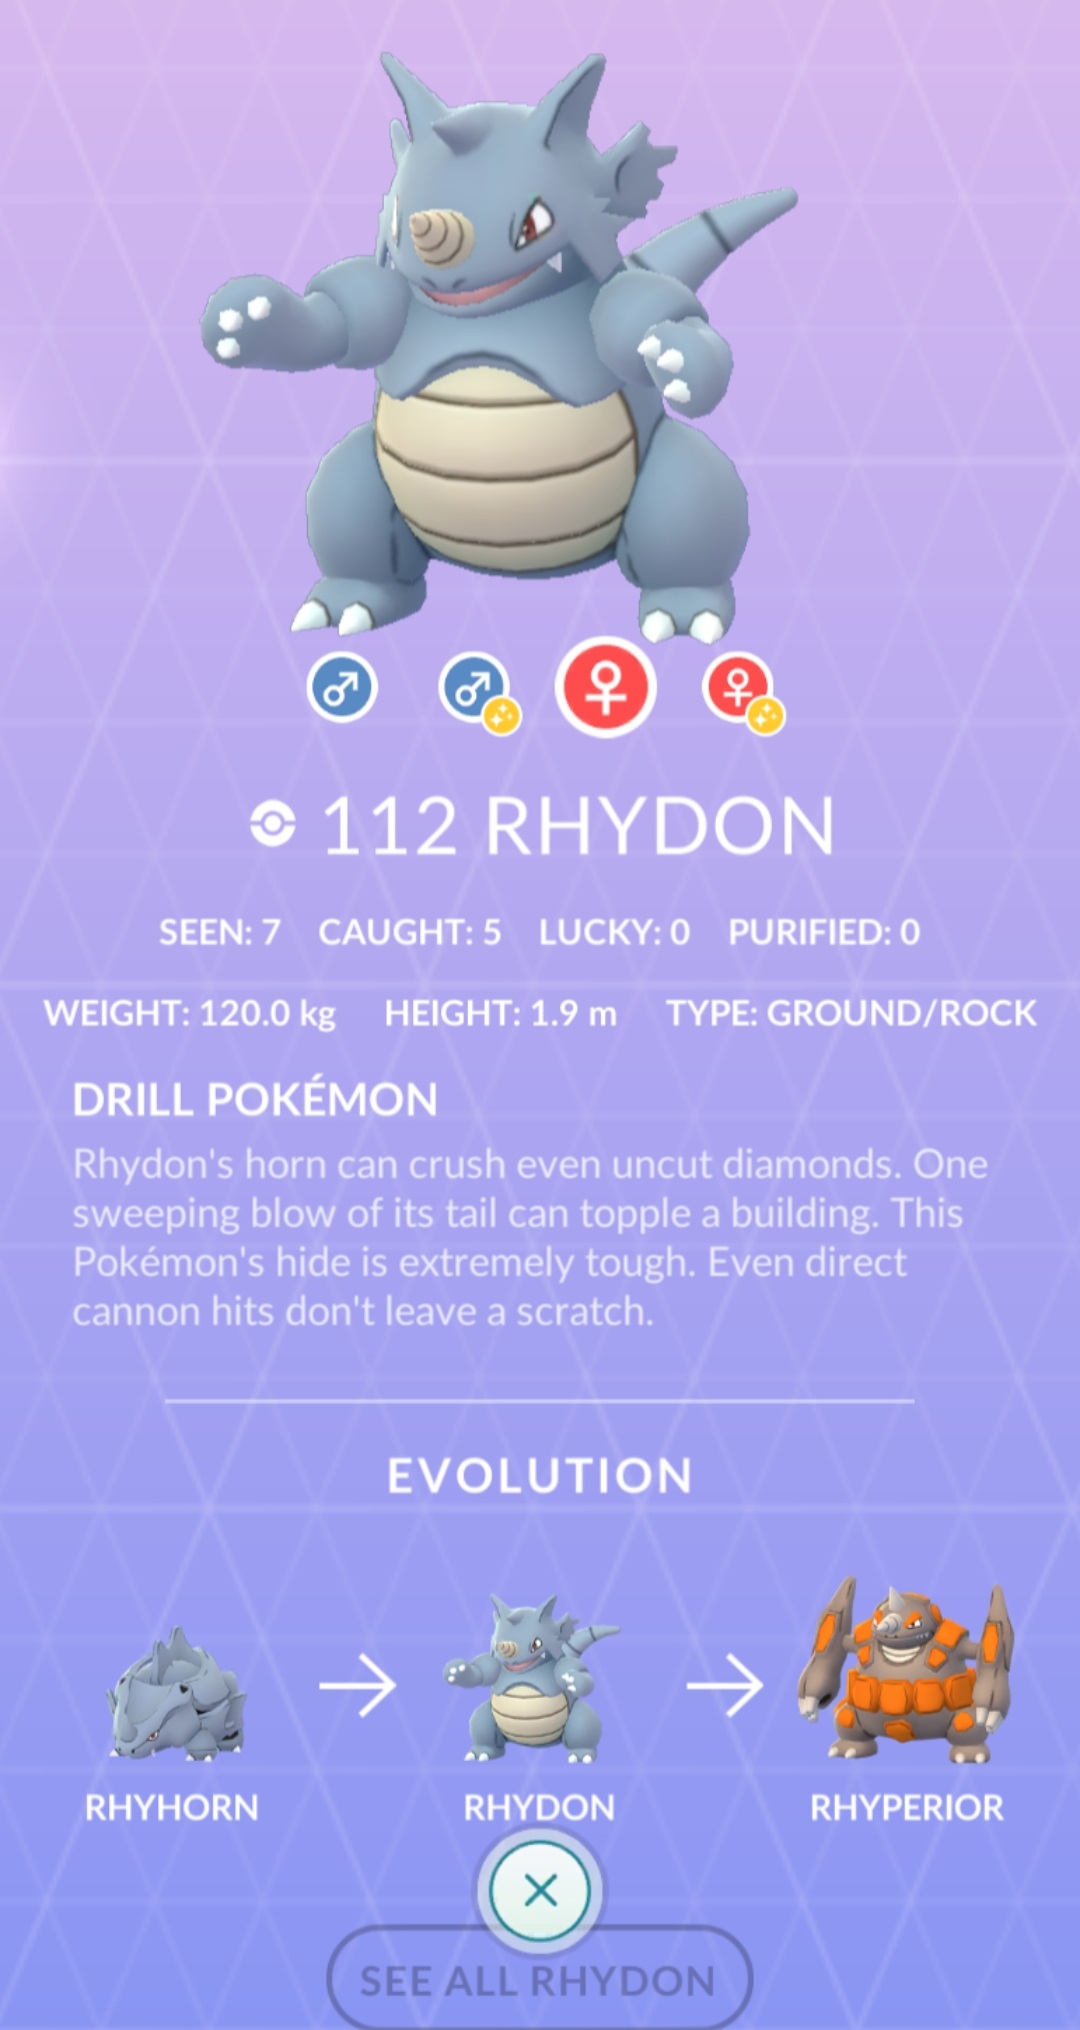 112 RHYDON
SEEN: 7 CAUGHT: 5 LUCKY: 0 PURIFIED: 0
WEIGHT: 120.0 kg HEIGHT: 1.9 m TYPE: GROUND/ROCK
DRILL POKÉMON
Rhydon's horn can crush even uncut diamonds. One
sweeping blow of its tail can topple a building. This
Pokémon's hide is extremely tough. Even direct
cannon hits don't leave a scratch.
EVOLUTION
RHYHORN RHYDON RHYPERIOR
SEE ALL RHYDON